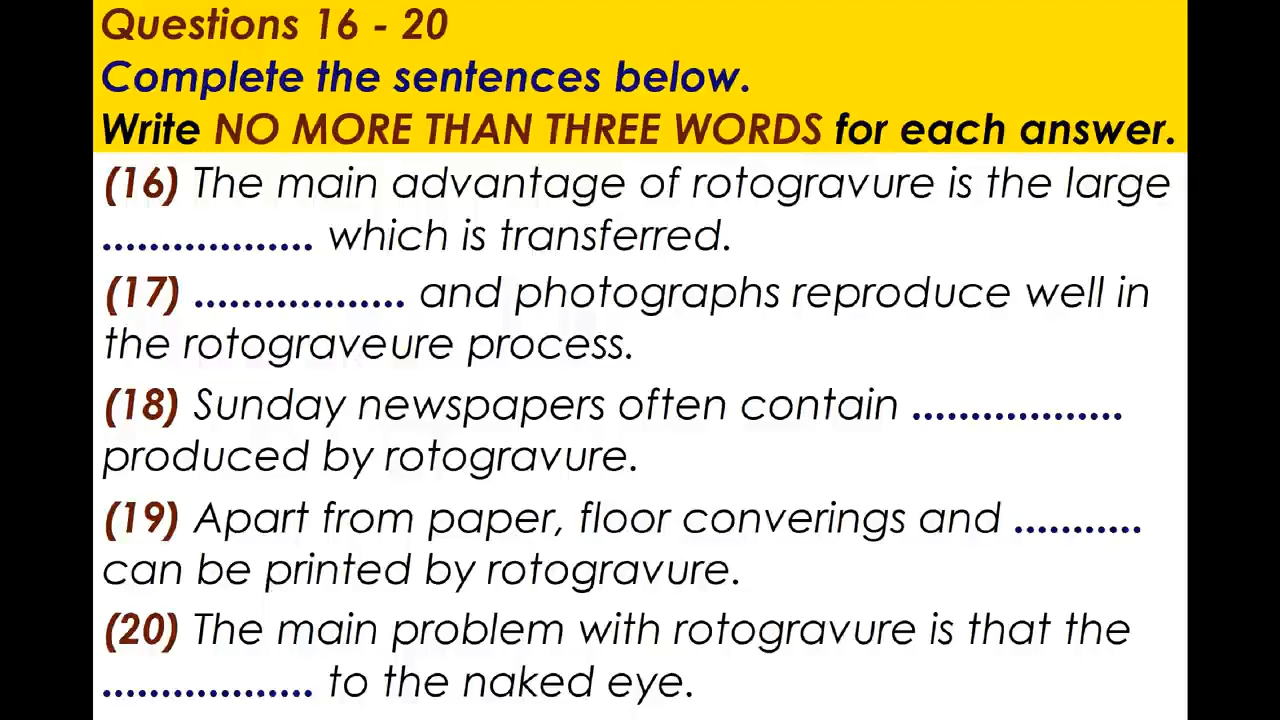 Questions 16 - 20
Complete the sentences below.
Write NO MORE THAN THREE WORDS for each answer.
(16) The main advantage of rotogravure is the large
.................. which is transferred.
(17) .................. and photographs reproduce well in
the rotograveure process.
(18) Sunday newspapers often contain ..................
produced by rotogravure.
(19) Apart from paper, floor converings and ...........
can be printed by rotogravure.
(20) The main problem with rotogravure is that the
.................. to the naked eye.